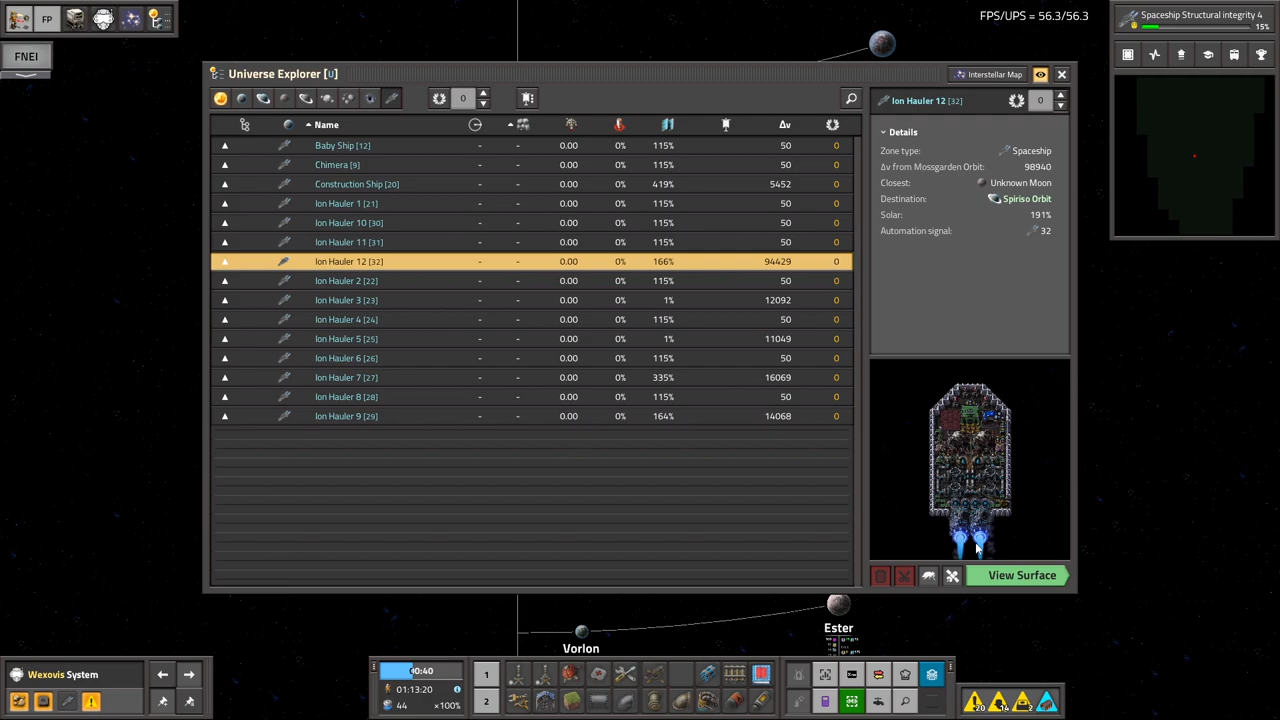 FP
FPS/UPS = 56.3/56.3
Spaceship Structural integrity 4
15%
FNEI
Universe Explorer [U]
Interstellar Map
0
Name
Δv
Baby Ship [12] - - 0.00 0% 115% 50 0
Chimera [9] - - 0.00 0% 115% 50 0
Construction Ship [20] - - 0.00 0% 419% 5452 0
Ion Hauler 1 [21] - - 0.00 0% 115% 50 0
Ion Hauler 10 [30] - - 0.00 0% 115% 50 0
Ion Hauler 11 [31] - - 0.00 0% 115% 50 0
Ion Hauler 12 [32] - - 0.00 0% 166% 94429 0
Ion Hauler 2 [22] - - 0.00 0% 115% 50 0
Ion Hauler 3 [23] - - 0.00 0% 1% 12092 0
Ion Hauler 4 [24] - - 0.00 0% 115% 50 0
Ion Hauler 5 [25] - - 0.00 0% 1% 11049 0
Ion Hauler 6 [26] - - 0.00 0% 115% 50 0
Ion Hauler 7 [27] - - 0.00 0% 335% 16069 0
Ion Hauler 8 [28] - - 0.00 0% 115% 50 0
Ion Hauler 9 [29] - - 0.00 0% 164% 14068 0
Ion Hauler 12 [32] 0
Details
Zone type: Spaceship
Δv from Mossgarden Orbit: 98940
Closest: Unknown Moon
Destination: Spiriso Orbit
Solar: 191%
Automation signal: 32
View Surface
Ester
Vorlon
Wexovis System
00:40
01:13:20
44 ×100%
1
2
20
14
2